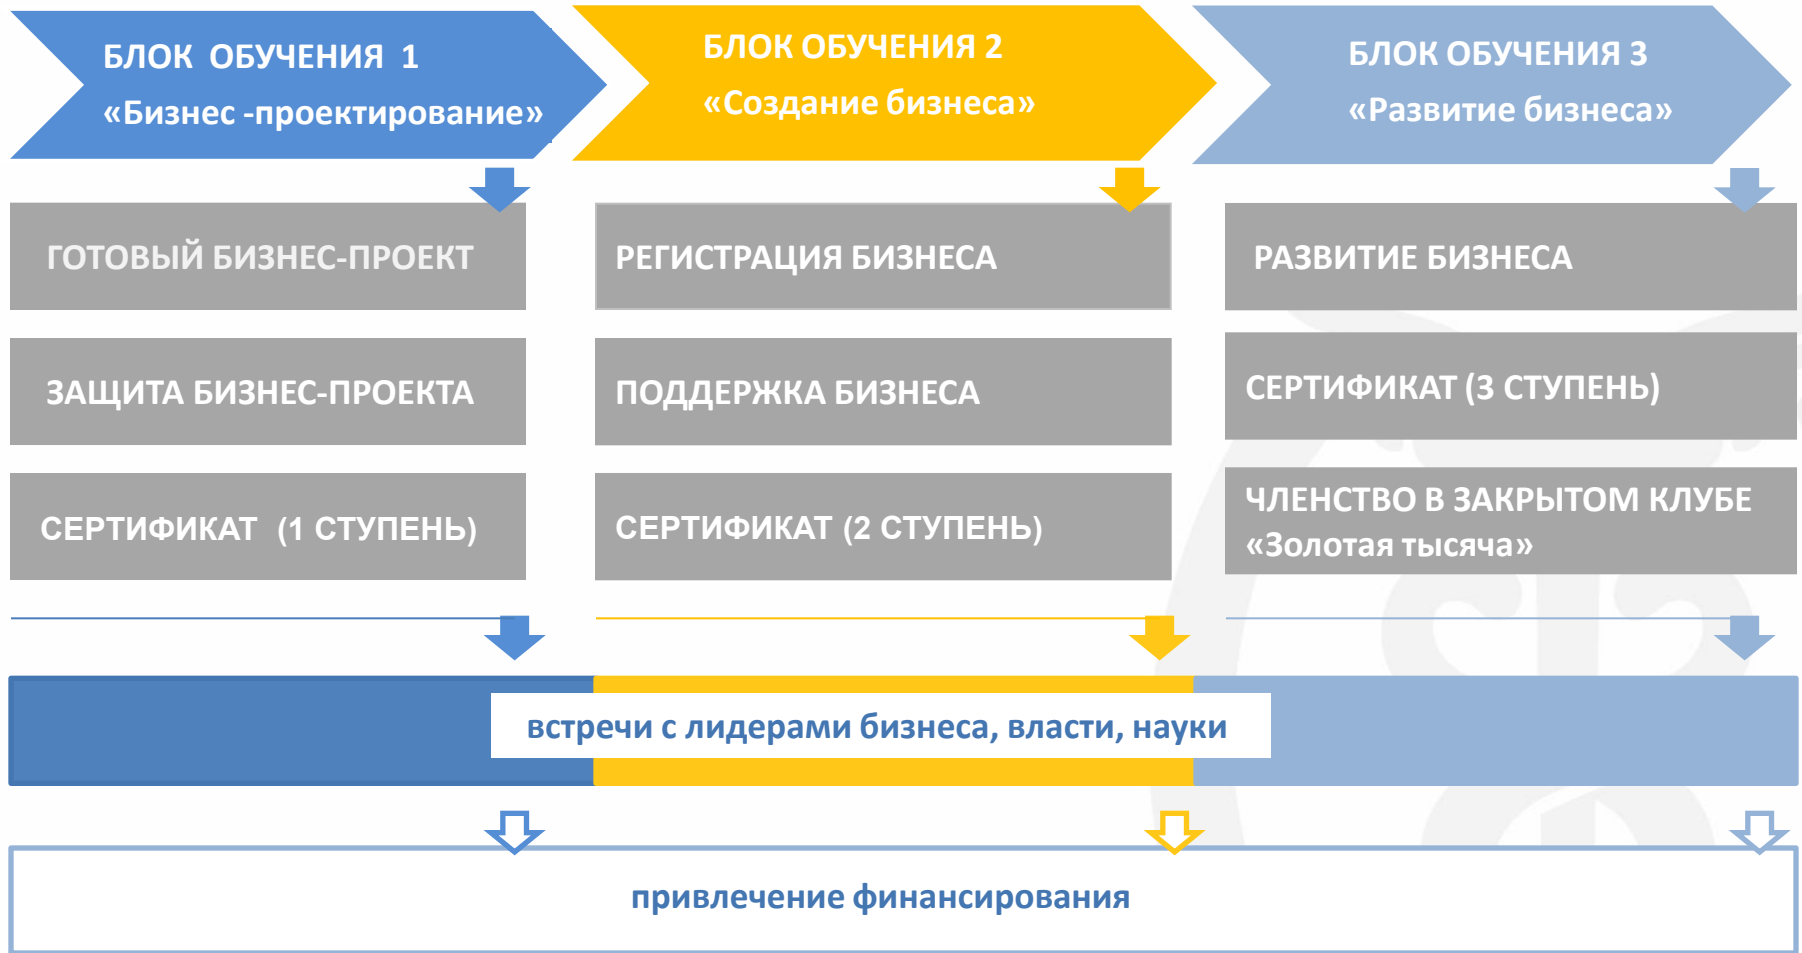 БЛОК ОБУЧЕНИЯ 1
«Бизнес -проектирование»
БЛОК ОБУЧЕНИЯ 2
«Создание бизнеса»
БЛОК ОБУЧЕНИЯ 3
«Развитие бизнеса»
ГОТОВЫЙ БИЗНЕС-ПРОЕКТ
РЕГИСТРАЦИЯ БИЗНЕСА
РАЗВИТИЕ БИЗНЕСА
ЗАЩИТА БИЗНЕС-ПРОЕКТА
ПОДДЕРЖКА БИЗНЕСА
СЕРТИФИКАТ (3 СТУПЕНЬ)
СЕРТИФИКАТ (1 СТУПЕНЬ)
СЕРТИФИКАТ (2 СТУПЕНЬ)
ЧЛЕНСТВО В ЗАКРЫТОМ КЛУБЕ
«Золотая тысяча»
встречи с лидерами бизнеса, власти, науки
привлечение финансирования